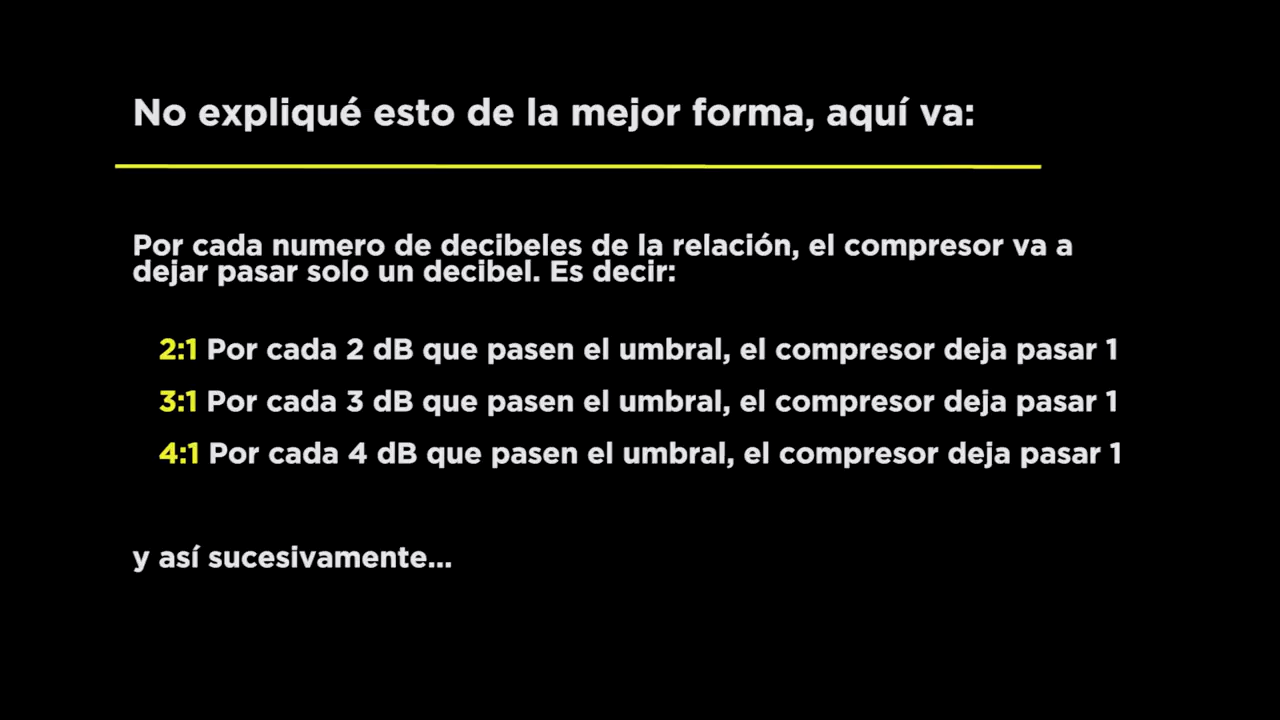 No expliqué esto de la mejor forma, aquí va:
Por cada numero de decibeles de la relación, el compresor va a
dejar pasar solo un decibel. Es decir:
2:1 Por cada 2 dB que pasen el umbral, el compresor deja pasar 1
3:1 Por cada 3 dB que pasen el umbral, el compresor deja pasar 1
4:1 Por cada 4 dB que pasen el umbral, el compresor deja pasar 1
y así sucesivamente...